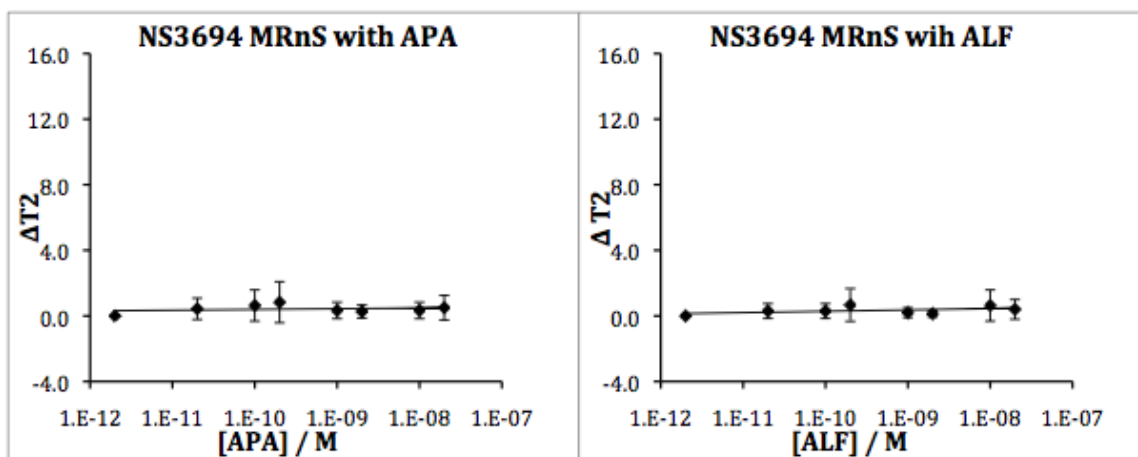 NS3694 MRnS with APA
16.0
12.0
8.0
4.0
0.0
-4.0
ΔT2
1.E-12 1.E-11 1.E-10 1.E-09 1.E-08 1.E-07
[APA] / M
NS3694 MRnS wih ALF
16.0
12.0
8.0
4.0
0.0
-4.0
Δ T2
1.E-12 1.E-11 1.E-10 1.E-09 1.E-08 1.E-07
[ALF] / M